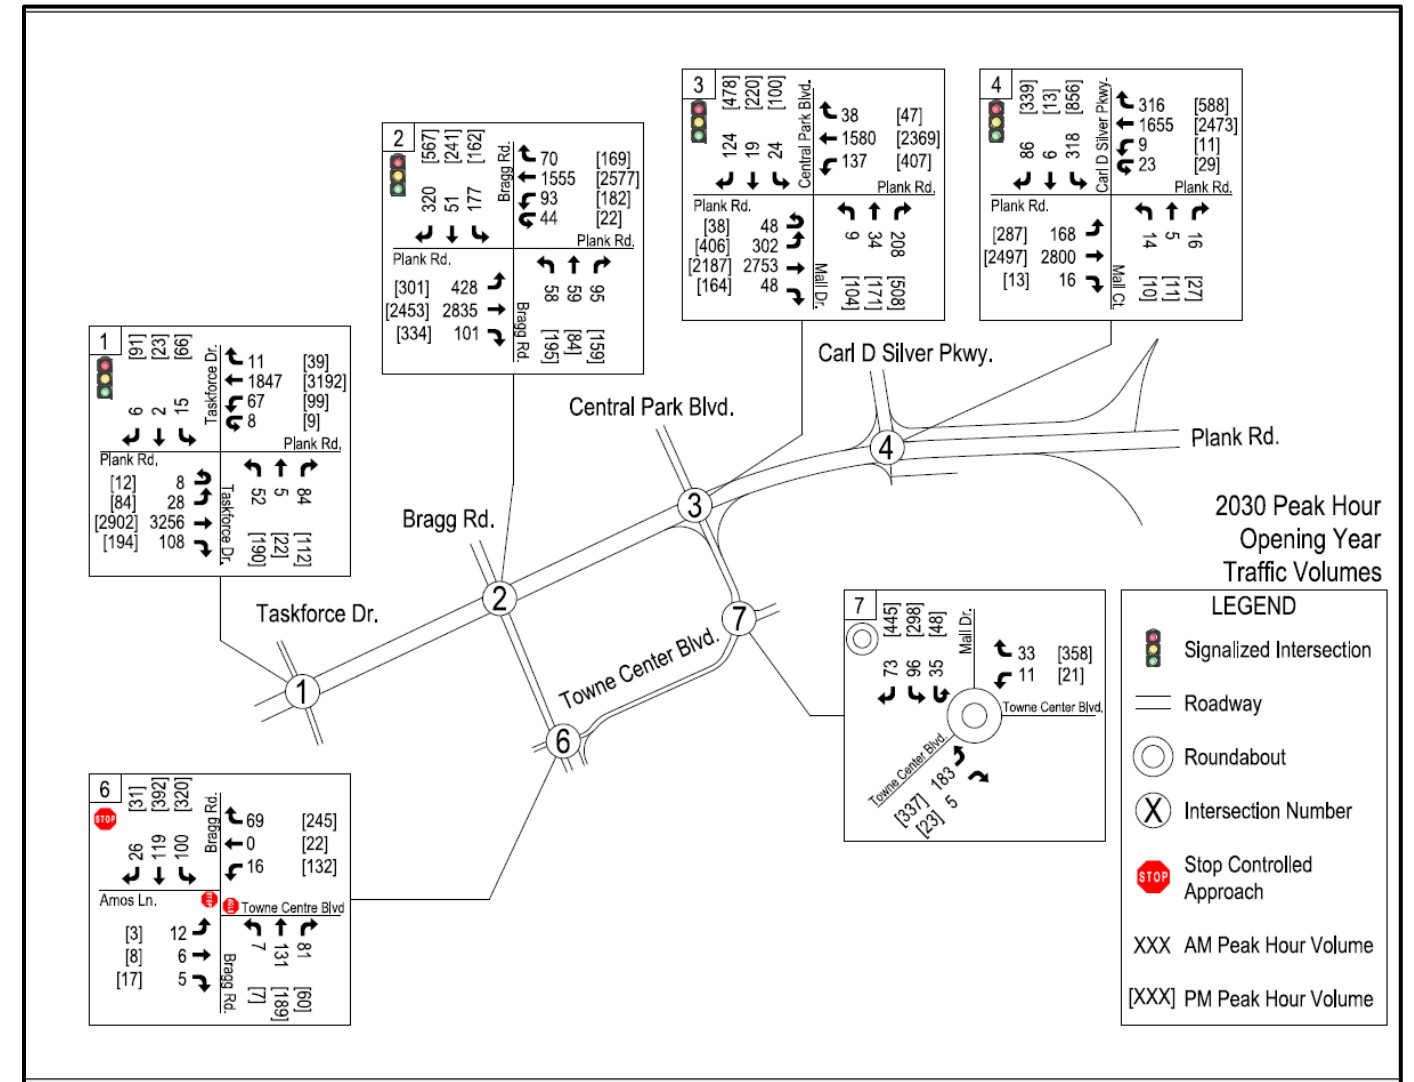 1
[91] [23] [66]
6 2 15
Taskforce Dr.
11 [39]
1847 [3192]
67 [99]
8 [9]
Plank Rd.
Plank Rd.
[12] 8
[84] 28
[2902] 3256
[194] 108
Taskforce Dr.
52 5 84
[190] [22] [112]
2
[567] [241] [162]
320 51 177
Bragg Rd.
70 [169]
1555 [2577]
93 [182]
44 [22]
Plank Rd.
Plank Rd.
[301] 428
[2453] 2835
[334] 101
Bragg Rd.
58 59 95
[195] [84] [159]
3
[478] [220] [100]
124 19 24
Central Park Blvd.
38 [47]
1580 [2369]
137 [407]
Plank Rd.
Plank Rd.
[38] 48
[406] 302
[2187] 2753
[164] 48
Mall Dr.
9 34 208
[104] [171] [508]
4
[339] [13] [856]
86 6 318
Carl D Silver Pkwy.
316 [588]
1655 [2473]
9 [11]
23 [29]
Plank Rd.
Plank Rd.
[287] 168
[2497] 2800
[13] 16
Mall Ct.
14 5 16
[10] [11] [27]
Carl D Silver Pkwy.
Central Park Blvd.
Plank Rd.
Bragg Rd.
Taskforce Dr.
Towne Center Blvd.
1
2
3
4
6
7
2030 Peak Hour
Opening Year
Traffic Volumes
6
STOP
[31] [392] [320]
26 119 100
Bragg Rd.
69 [245]
0 [22]
16 [132]
Amos Ln.
STOP
STOP
Towne Centre Blvd
[3] 12
[8] 6
[17] 5
Bragg Rd.
7 131 81
[7] [189] [60]
7
[445] [298] [48]
73 96 35
Mall Dr.
33 [358]
11 [21]
Towne Center Blvd.
Towne Center Blvd.
[337] 183
[23] 5
LEGEND
Signalized Intersection
Roadway
Roundabout
X Intersection Number
STOP Stop Controlled
Approach
XXX AM Peak Hour Volume
[XXX] PM Peak Hour Volume